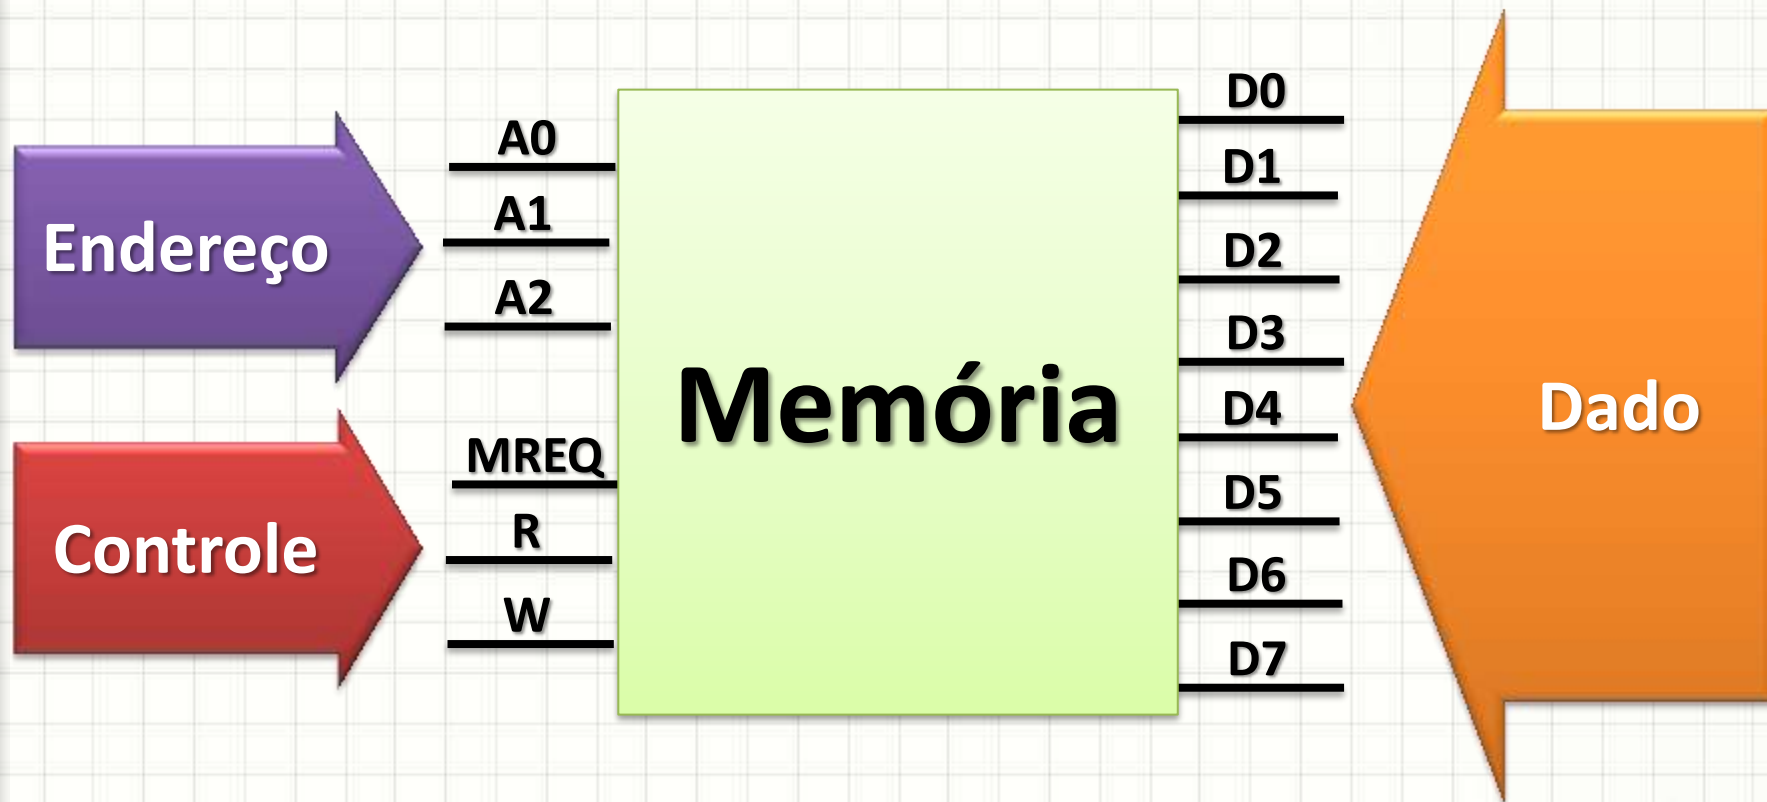 Endereço
A0
A1
A2
Controle
MREQ
R
W
Memória
D0
D1
D2
D3
D4
D5
D6
D7
Dado